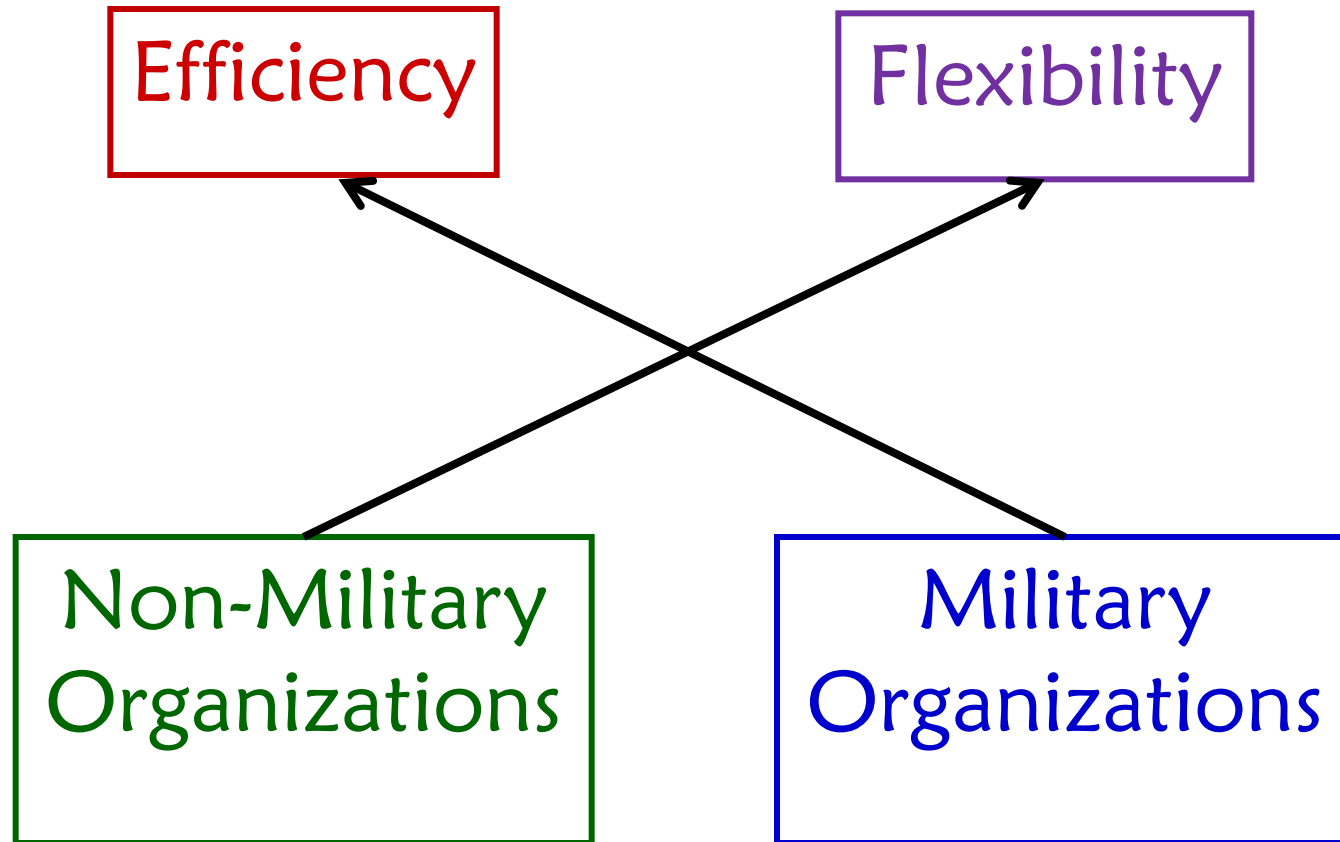 Efficiency
Flexibility
Non-Military
Organizations
Military
Organizations